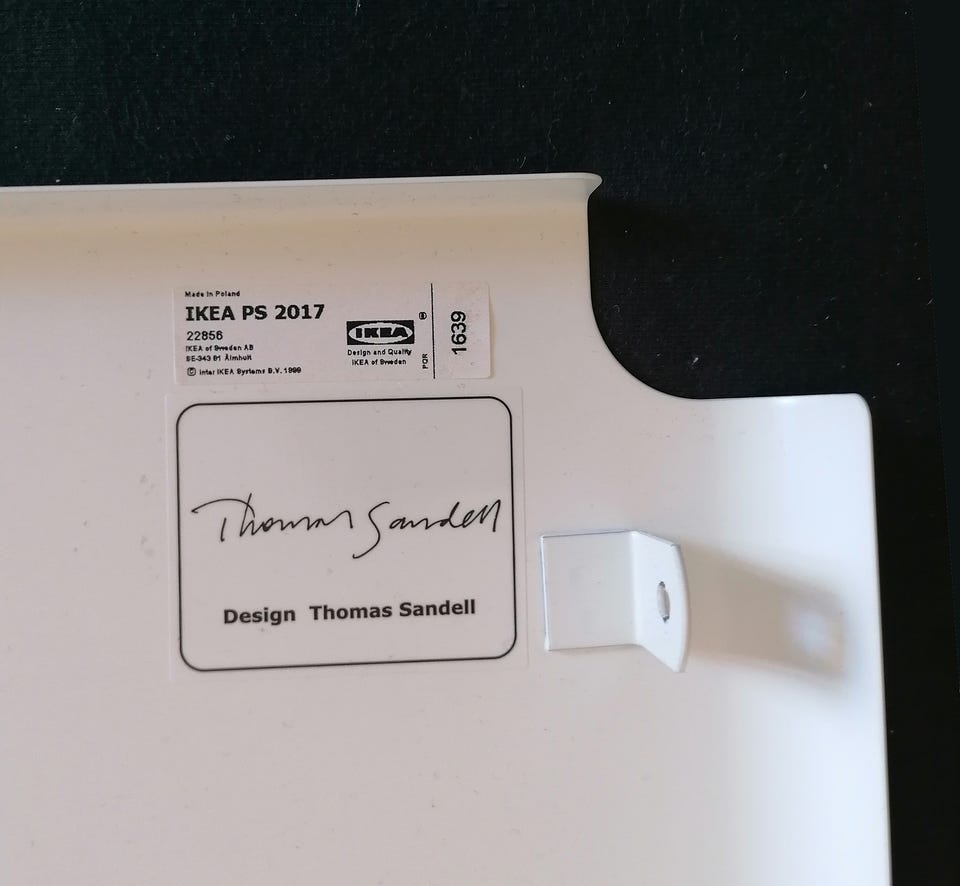 Made in Poland
IKEA PS 2017
22856
IKEA of Sweden AB
SE-343 81 Älmhult
© Inter IKEA Systems B.V. 1999
IKEA ®
Design and Quality
IKEA of Sweden
PQR
1639
Thomas Sandell
Design Thomas Sandell